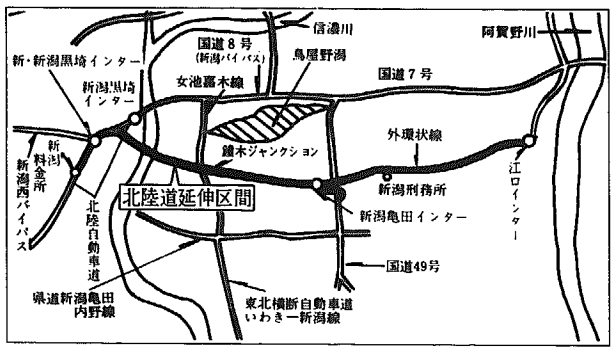 信濃川
阿賀野川
国道8号
(新潟バイパス)
鳥屋野潟
新・新潟黒埼インター
国道7号
新潟黒埼
インター
女池嘉木線
外環状線
鐘木ジャンクション
新潟
料金所
新潟西バイパス
北陸自動車道
北陸道延伸区間
新潟刑務所
江口インター
新潟亀田インター
国道49号
県道新潟亀田
内野線
東北横断自動車道
いわき―新潟線